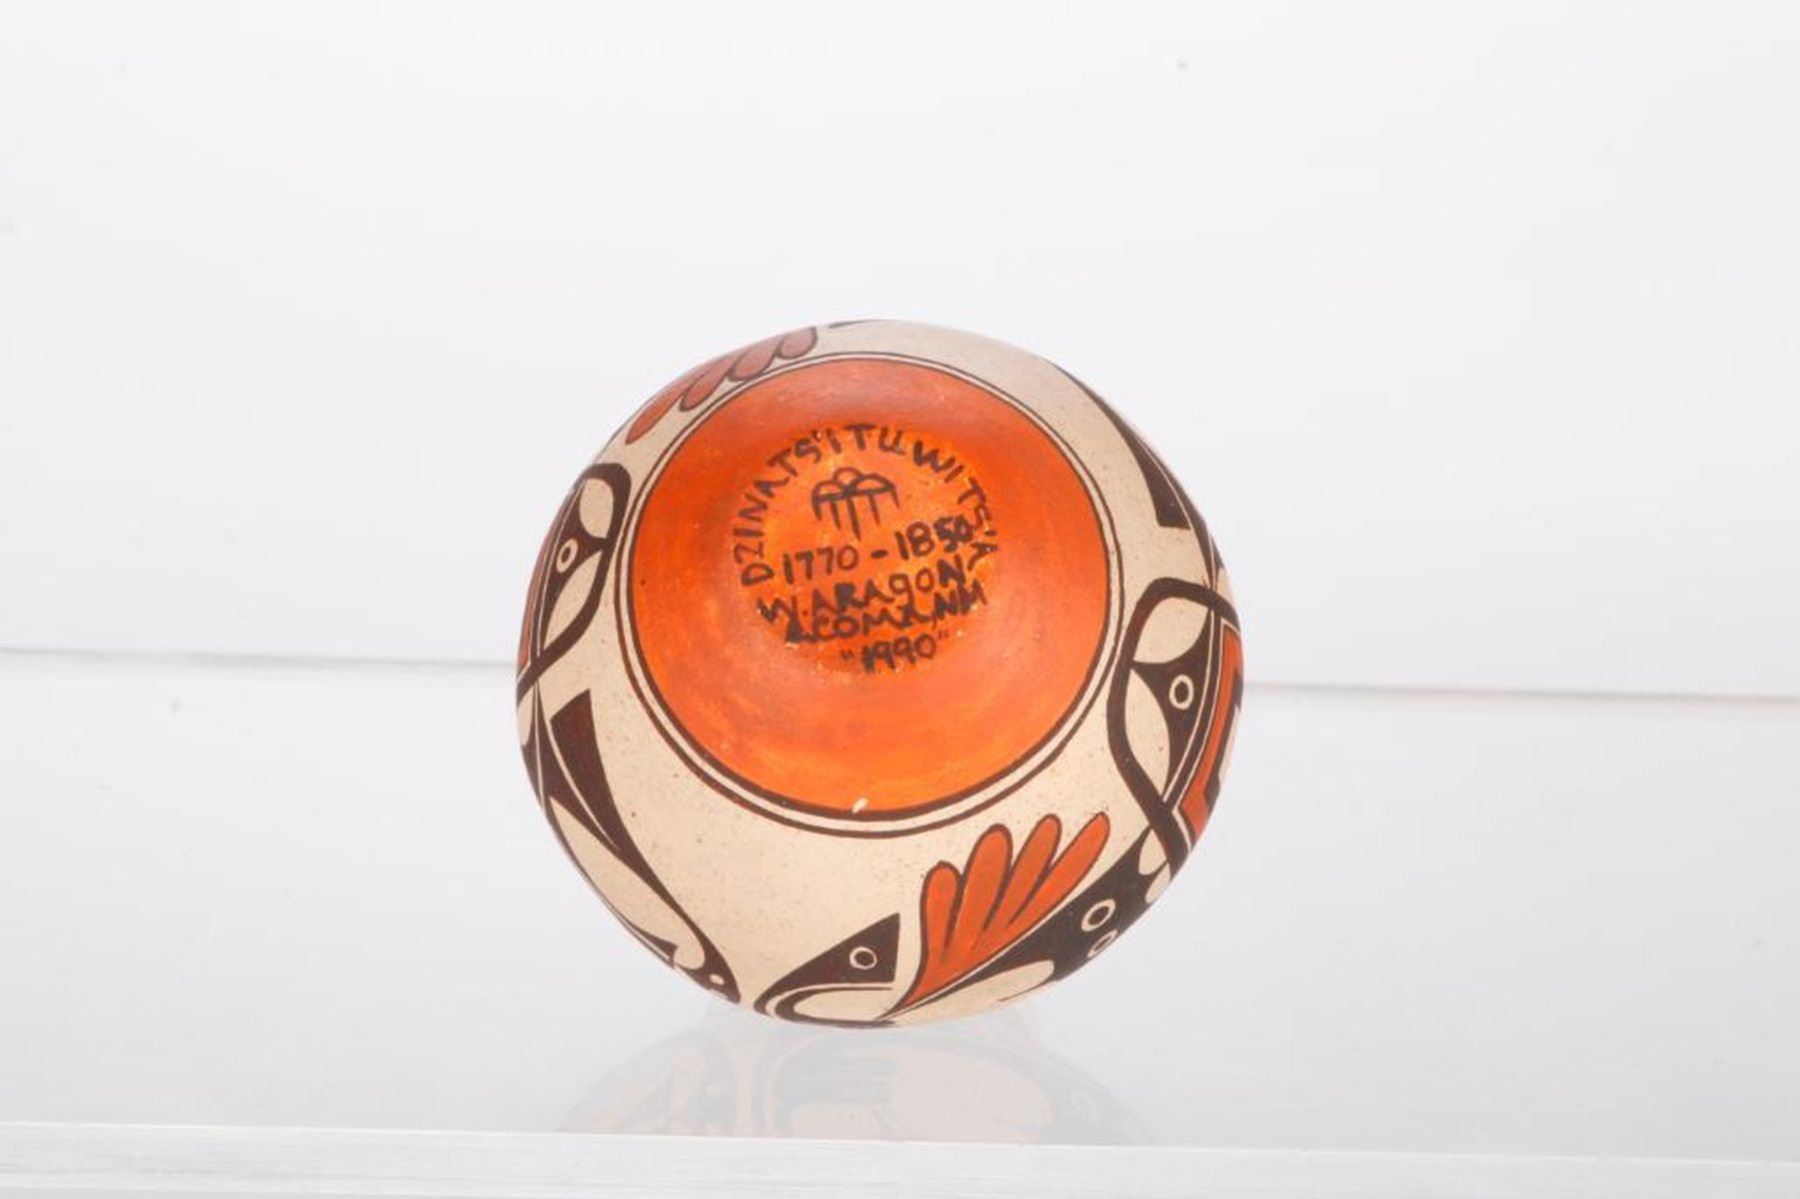 DZINATS'ITUWITS'A
1770-1850
W. ARAGON
ACOMA, NM
"1990"